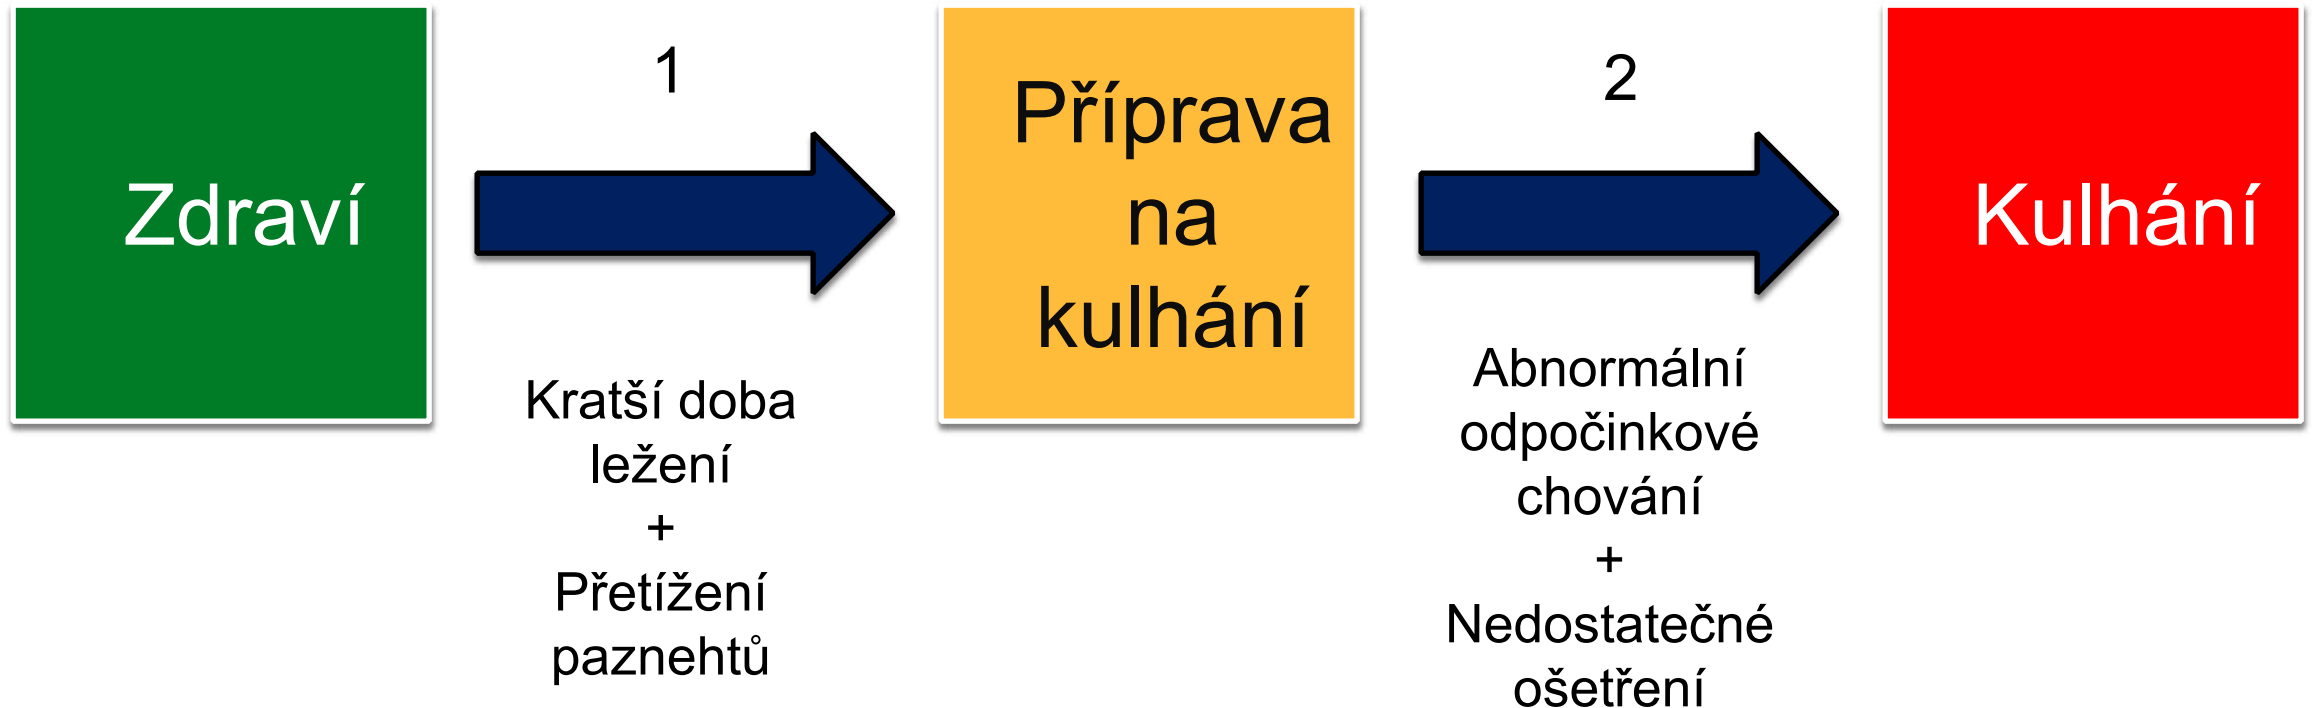 Zdraví
1
Kratší doba
ležení
+
Přetížení
paznehtů
Příprava
na
kulhání
2
Abnormální
odpočinkové
chování
+
Nedostatečné
ošetření
Kulhání